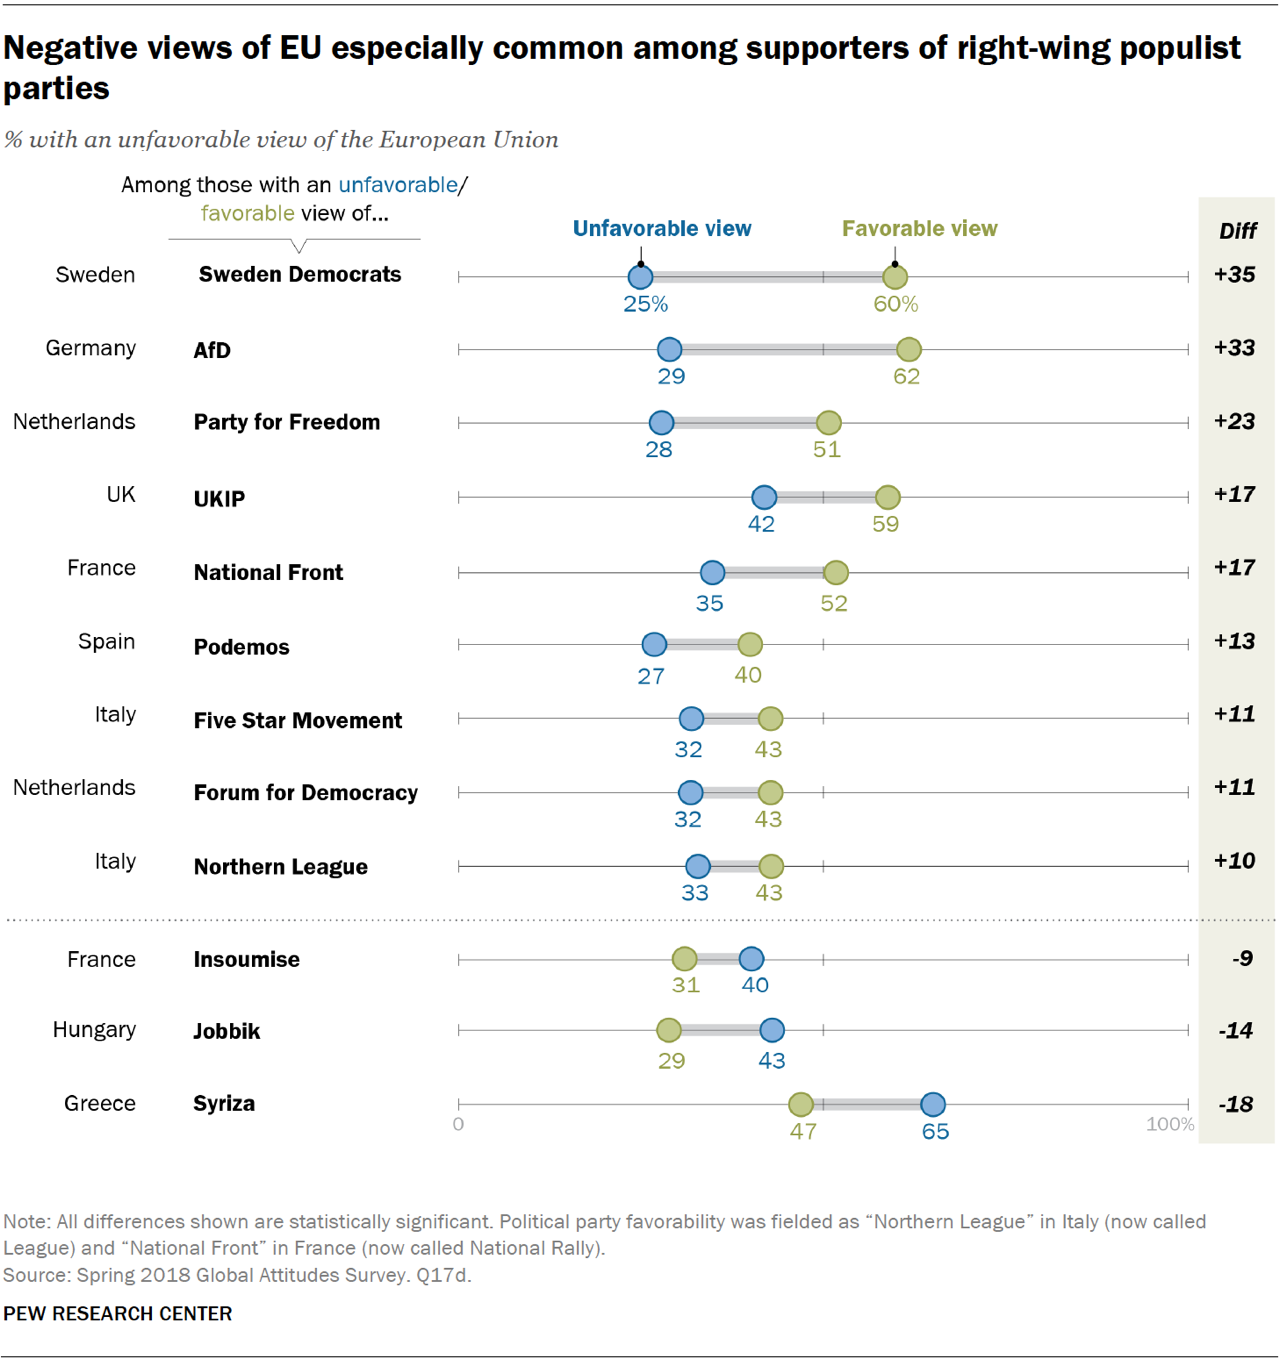 Negative views of EU especially common among supporters of right-wing populist
parties
% with an unfavorable view of the European Union
Among those with an unfavorable/
favorable view of...
Unfavorable view Favorable view Diff
Sweden Sweden Democrats 25% 60% +35
Germany AfD 29 62 +33
Netherlands Party for Freedom 28 51 +23
UK UKIP 42 59 +17
France National Front 35 52 +17
Spain Podemos 27 40 +13
Italy Five Star Movement 32 43 +11
Netherlands Forum for Democracy 32 43 +11
Italy Northern League 33 43 +10
France Insoumise 31 40 -9
Hungary Jobbik 29 43 -14
Greece Syriza 47 65 -18
0 100%
Note: All differences shown are statistically significant. Political party favorability was fielded as “Northern League” in Italy (now called
League) and “National Front” in France (now called National Rally).
Source: Spring 2018 Global Attitudes Survey. Q17d.
PEW RESEARCH CENTER